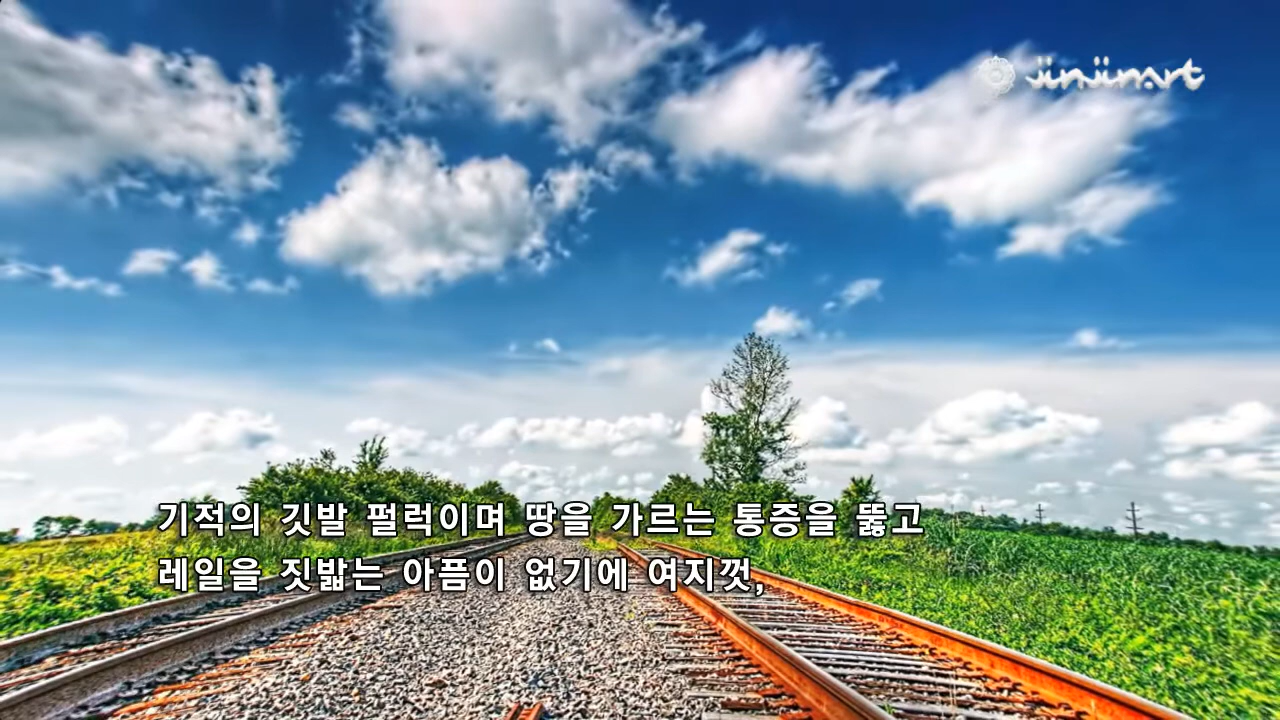 jinjinart
기적의 깃발 펄럭이며 땅을 가르는 통증을 뚫고
레일을 짓밟는 아픔이 없기에 여지껏,